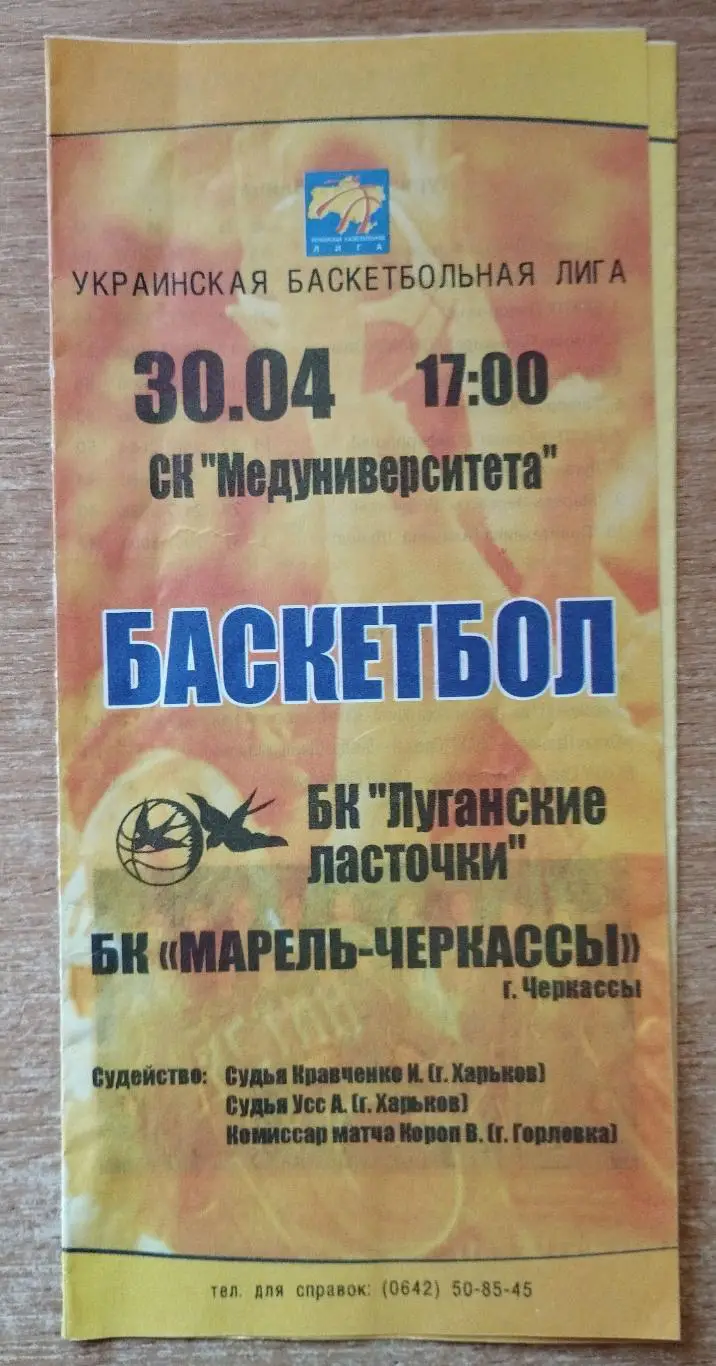 ЛИГА
УКРАИНСКАЯ БАСКЕТБОЛЬНАЯ ЛИГА
30.04 17:00
СК "Медуниверситета"
БАСКЕТБОЛ
БК "Луганские
ласточки"
БК «МАРЕЛЬ-ЧЕРКАССЫ»
г. Черкассы
Судейство: Судья Кравченко И. (г. Харьков)
Судья Усс А. (г. Харьков)
Комиссар матча Короп В. (г. Горловка)
тел. для справок: (0642) 50-85-45